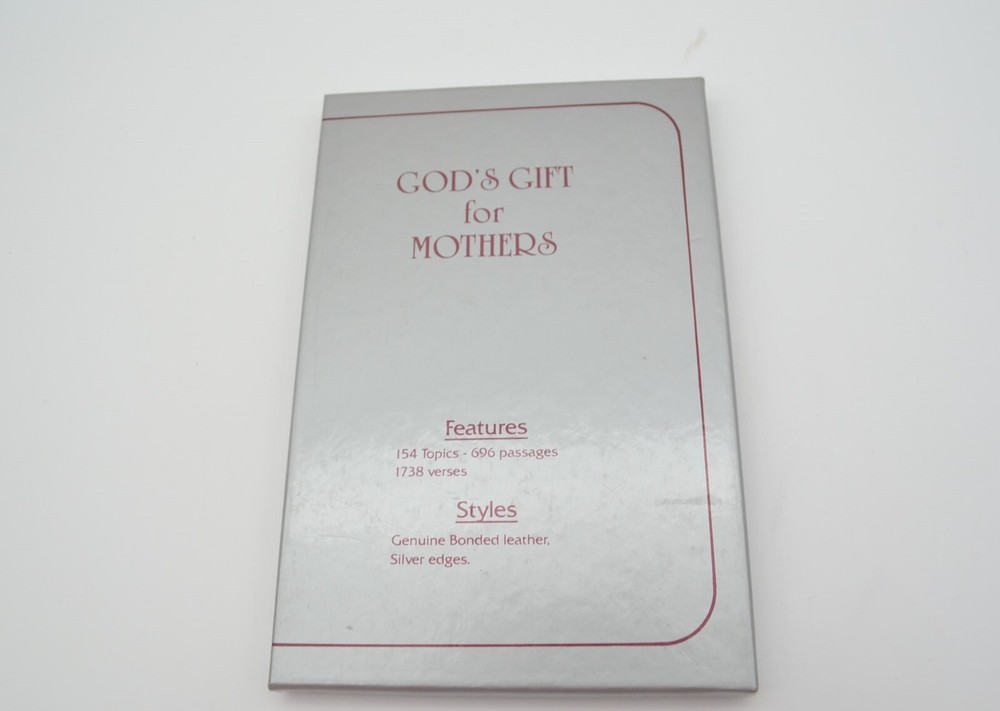 GOD'S GIFT
for
MOTHERS
Features
154 Topics - 696 passages
1738 verses
Styles
Genuine Bonded leather,
Silver edges.